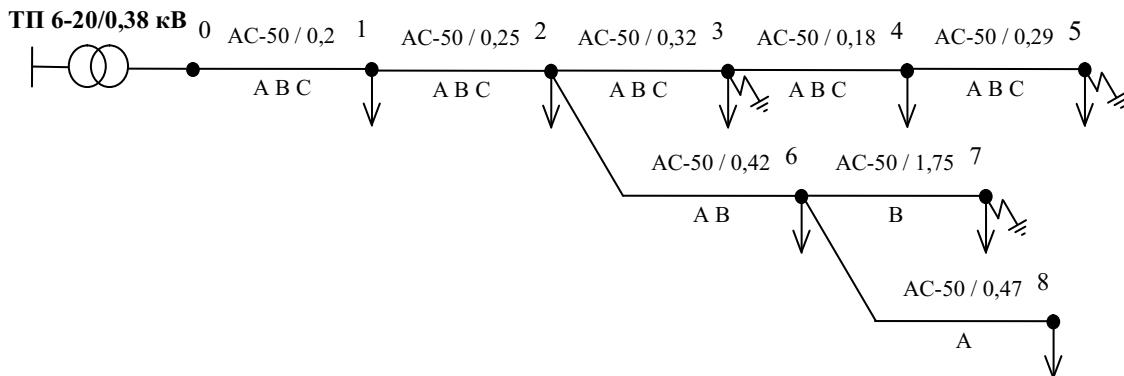 ТП 6-20/0,38 кВ
0 АС-50 / 0,2 1 АС-50 / 0,25 2 АС-50 / 0,32 3 АС-50 / 0,18 4 АС-50 / 0,29 5
A B C A B C A B C A B C A B C
АС-50 / 0,42 6 АС-50 / 1,75 7
A B B
АС-50 / 0,47 8
A